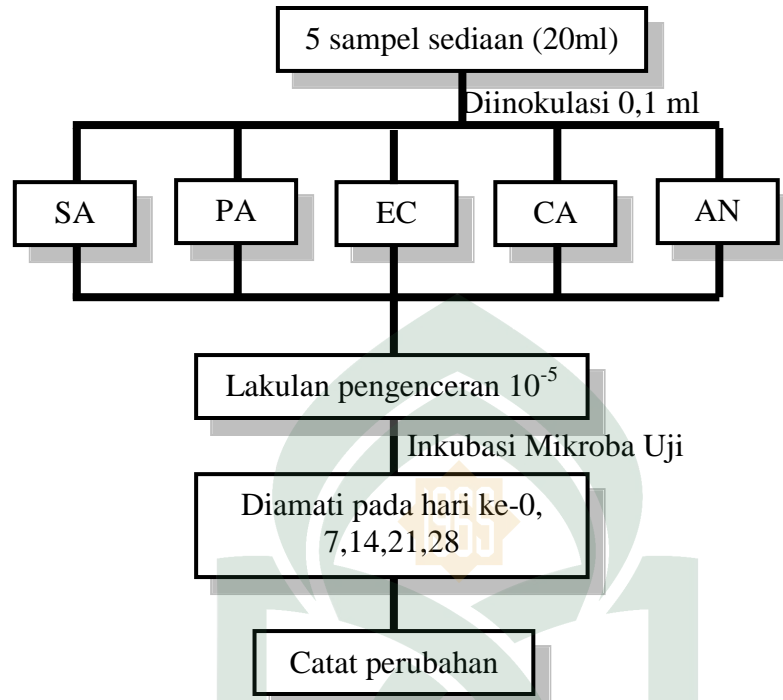 5 sampel sediaan (20ml)
Diinokulasi 0,1 ml
SA PA EC CA AN
Lakulan pengenceran 10⁻⁵
Inkubasi Mikroba Uji
Diamati pada hari ke-0,
7,14,21,28
Catat perubahan
1965